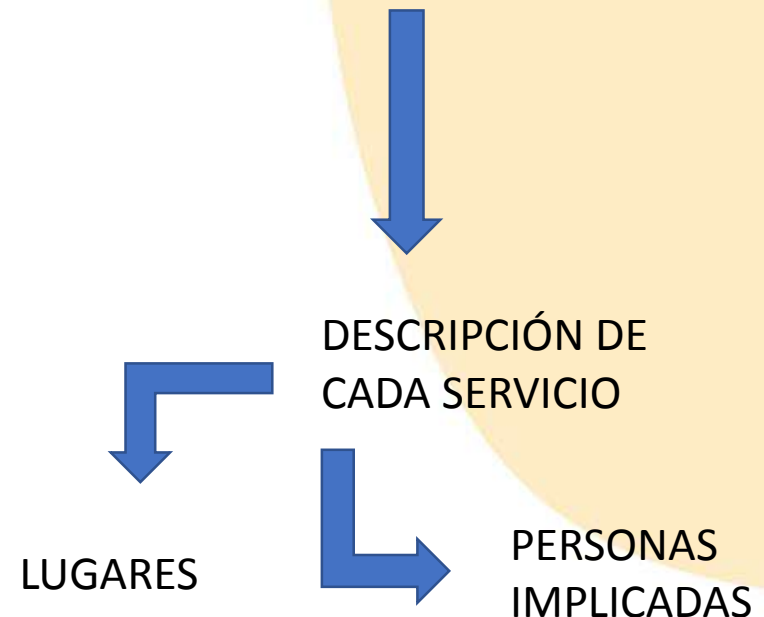 DESCRIPCIÓN DE
CADA SERVICIO
LUGARES
PERSONAS
IMPLICADAS